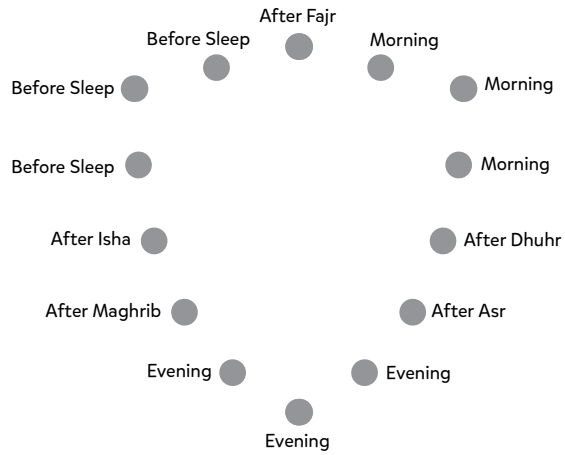 After Fajr
Morning
Morning
Morning
After Dhuhr
After Asr
Evening
Evening
Evening
After Maghrib
After Isha
Before Sleep
Before Sleep
Before Sleep